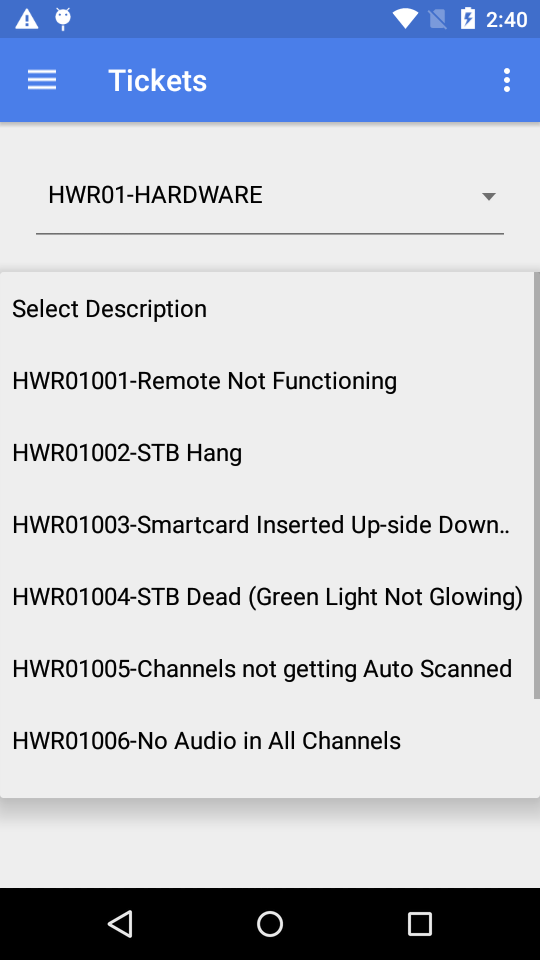 2:40
Tickets
HWR01-HARDWARE
Select Description
HWR01001-Remote Not Functioning
HWR01002-STB Hang
HWR01003-Smartcard Inserted Up-side Down..
HWR01004-STB Dead (Green Light Not Glowing)
HWR01005-Channels not getting Auto Scanned
HWR01006-No Audio in All Channels